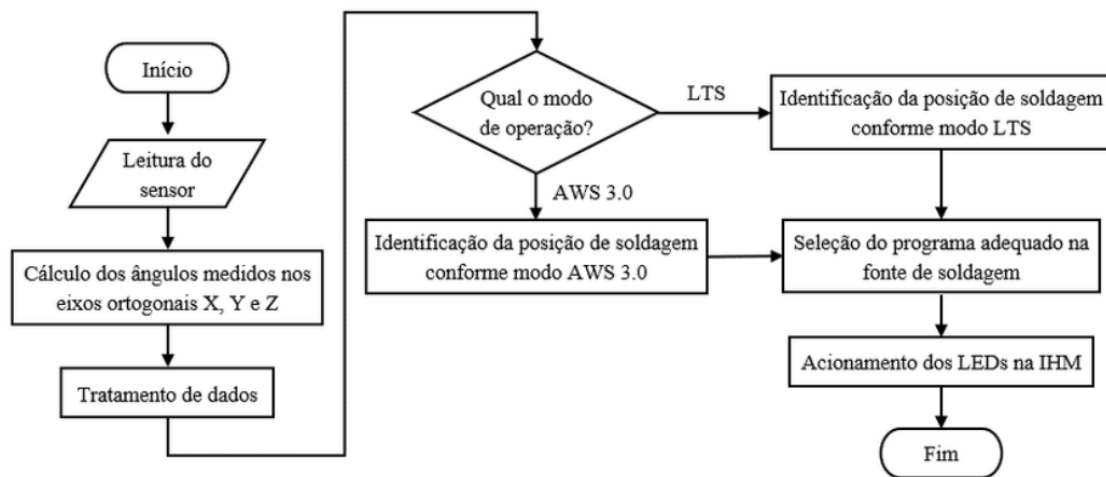 Início
Leitura do
sensor
Cálculo dos ângulos medidos nos
eixos ortogonais X, Y e Z
Tratamento de dados
Qual o modo
de operação?
LTS
AWS 3.0
Identificação da posição de soldagem
conforme modo LTS
Identificação da posição de soldagem
conforme modo AWS 3.0
Seleção do programa adequado na
fonte de soldagem
Acionamento dos LEDs na IHM
Fim